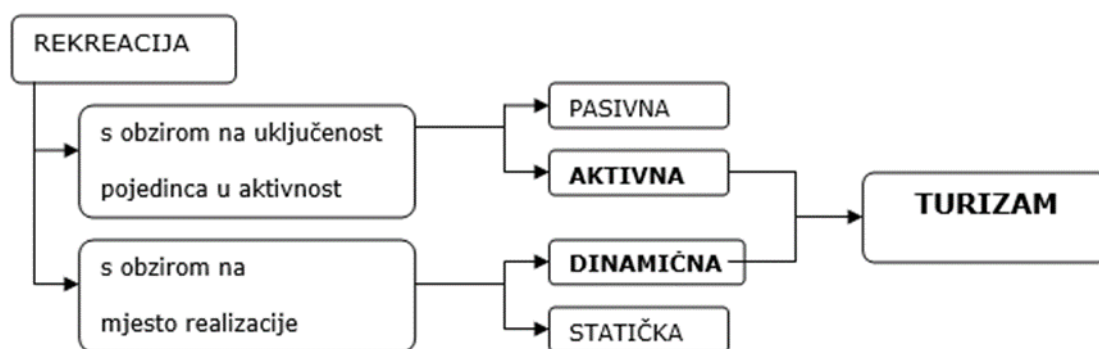 REKREACIJA
s obzirom na uključenost
pojedinca u aktivnost
PASIVNA
AKTIVNA
TURIZAM
s obzirom na
mjesto realizacije
DINAMIČNA
STATIČKA